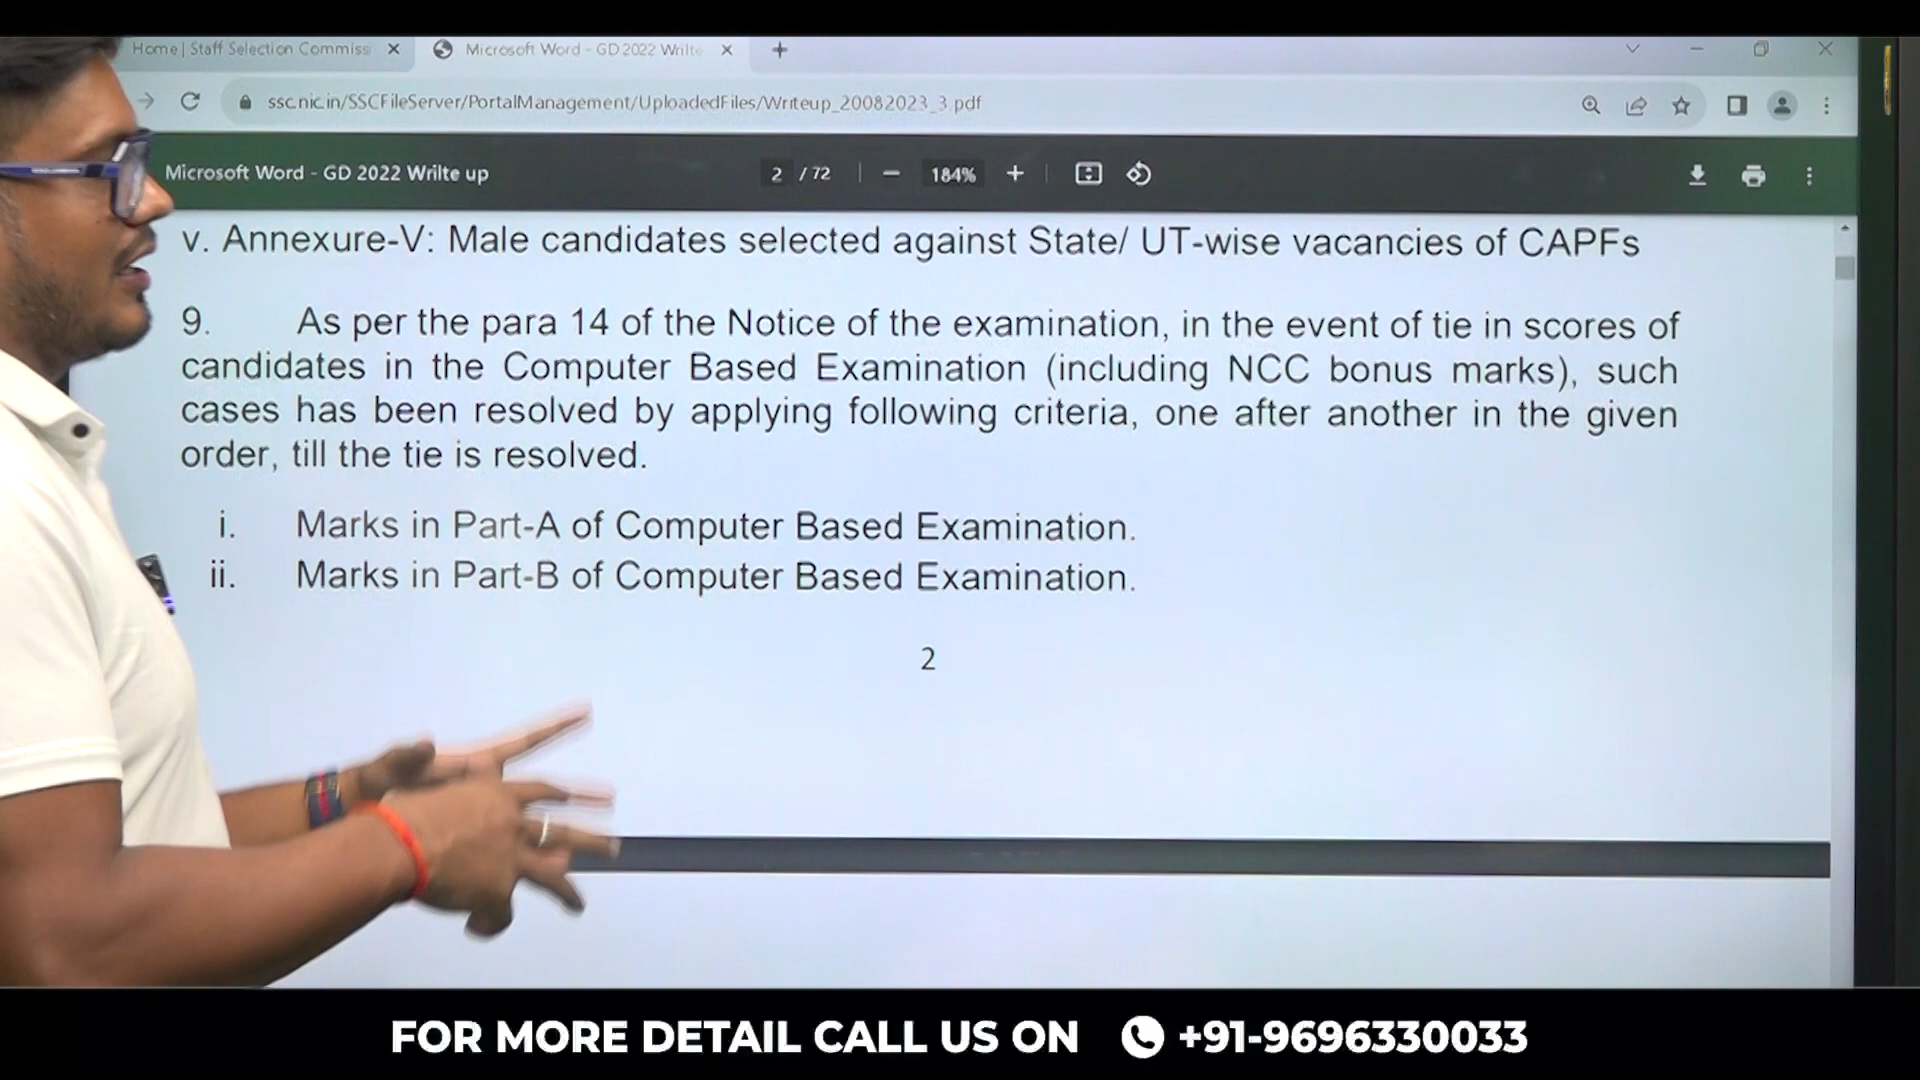 Home | Staff Selection Commiss
Microsoft Word - GD 2022 Wrilte
ssc.nic.in/SSCFileServer/PortalManagement/UploadedFiles/Writeup_20082023_3.pdf
Microsoft Word - GD 2022 Wrilte up
2 / 72
184%
v. Annexure-V: Male candidates selected against State/ UT-wise vacancies of CAPFs
9. As per the para 14 of the Notice of the examination, in the event of tie in scores of
candidates in the Computer Based Examination (including NCC bonus marks), such
cases has been resolved by applying following criteria, one after another in the given
order, till the tie is resolved.
i. Marks in Part-A of Computer Based Examination.
ii. Marks in Part-B of Computer Based Examination.
2
FOR MORE DETAIL CALL US ON +91-9696330033